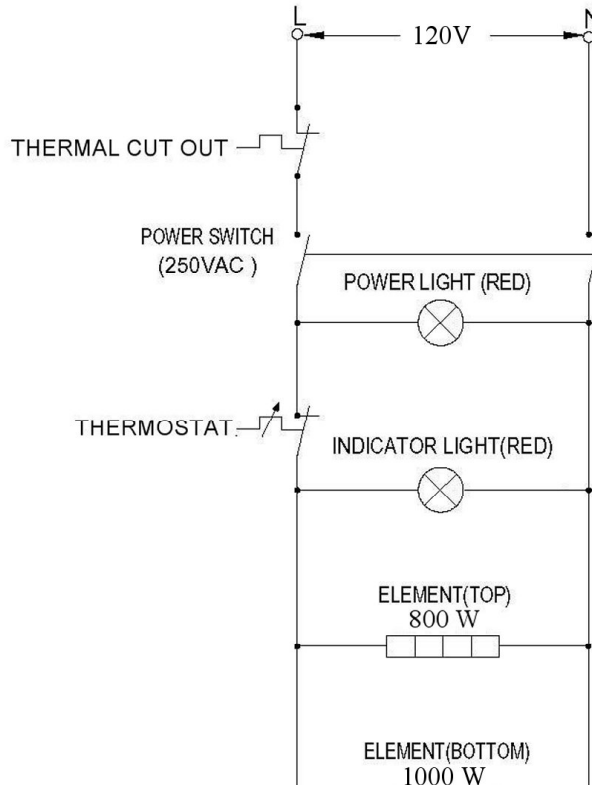 L
N
120V
THERMAL CUT OUT
POWER SWITCH
(250VAC )
POWER LIGHT (RED)
THERMOSTAT.
INDICATOR LIGHT(RED)
ELEMENT(TOP)
800 W
ELEMENT(BOTTOM)
1000 W